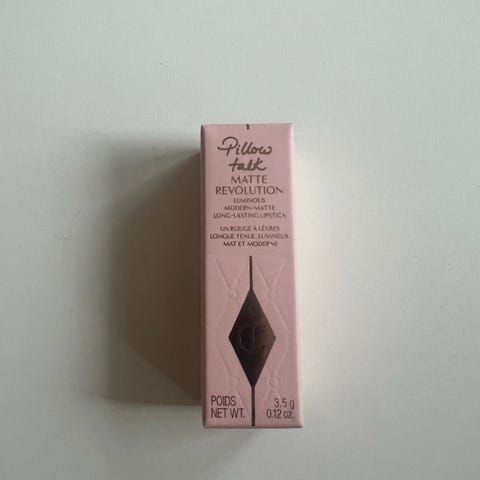 Pillow
talk
MATTE
REVOLUTION
LUMINOUS
MODERN-MATTE
LONG-LASTING LIPSTICK
UN ROUGE À LÈVRES
LONGUE TENUE, LUMINEUX,
MAT ET MODERNE
CT
POIDS 3.5 g
NET WT. 0.12 oz.